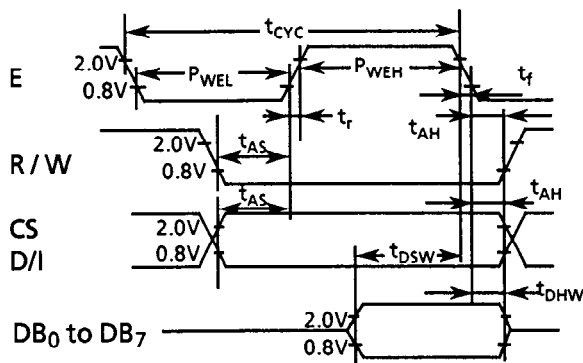 tCYC
E
2.0V
0.8V
PWEL
PWEH
tf
tr
tAH
R / W
2.0V
0.8V
tAS
tAS
tAH
CS
D/I
2.0V
0.8V
tDSW
tDHW
DB0 to DB7
2.0V
0.8V